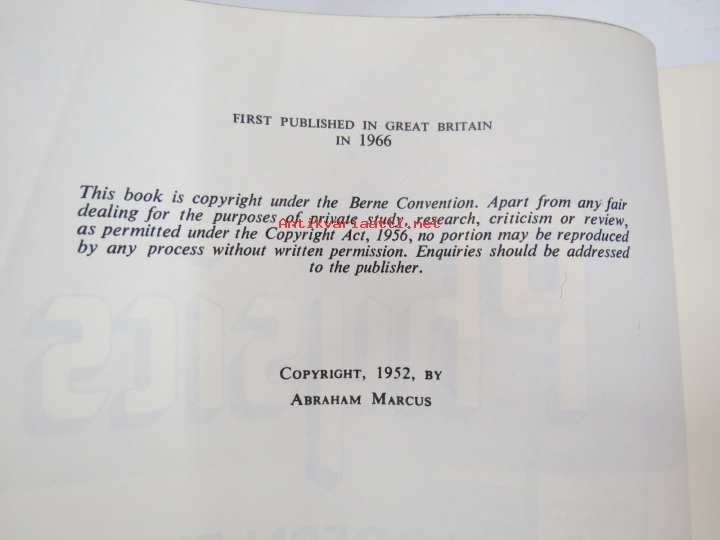 FIRST PUBLISHED IN GREAT BRITAIN
IN 1966
This book is copyright under the Berne Convention. Apart from any fair
dealing for the purposes of private study, research, criticism or review,
Antikvariaatti.net
as permitted under the Copyright Act, 1956, no portion may be reproduced
by any process without written permission. Enquiries should be addressed
to the publisher.
COPYRIGHT, 1952, BY
ABRAHAM MARCUS
PHYSICS